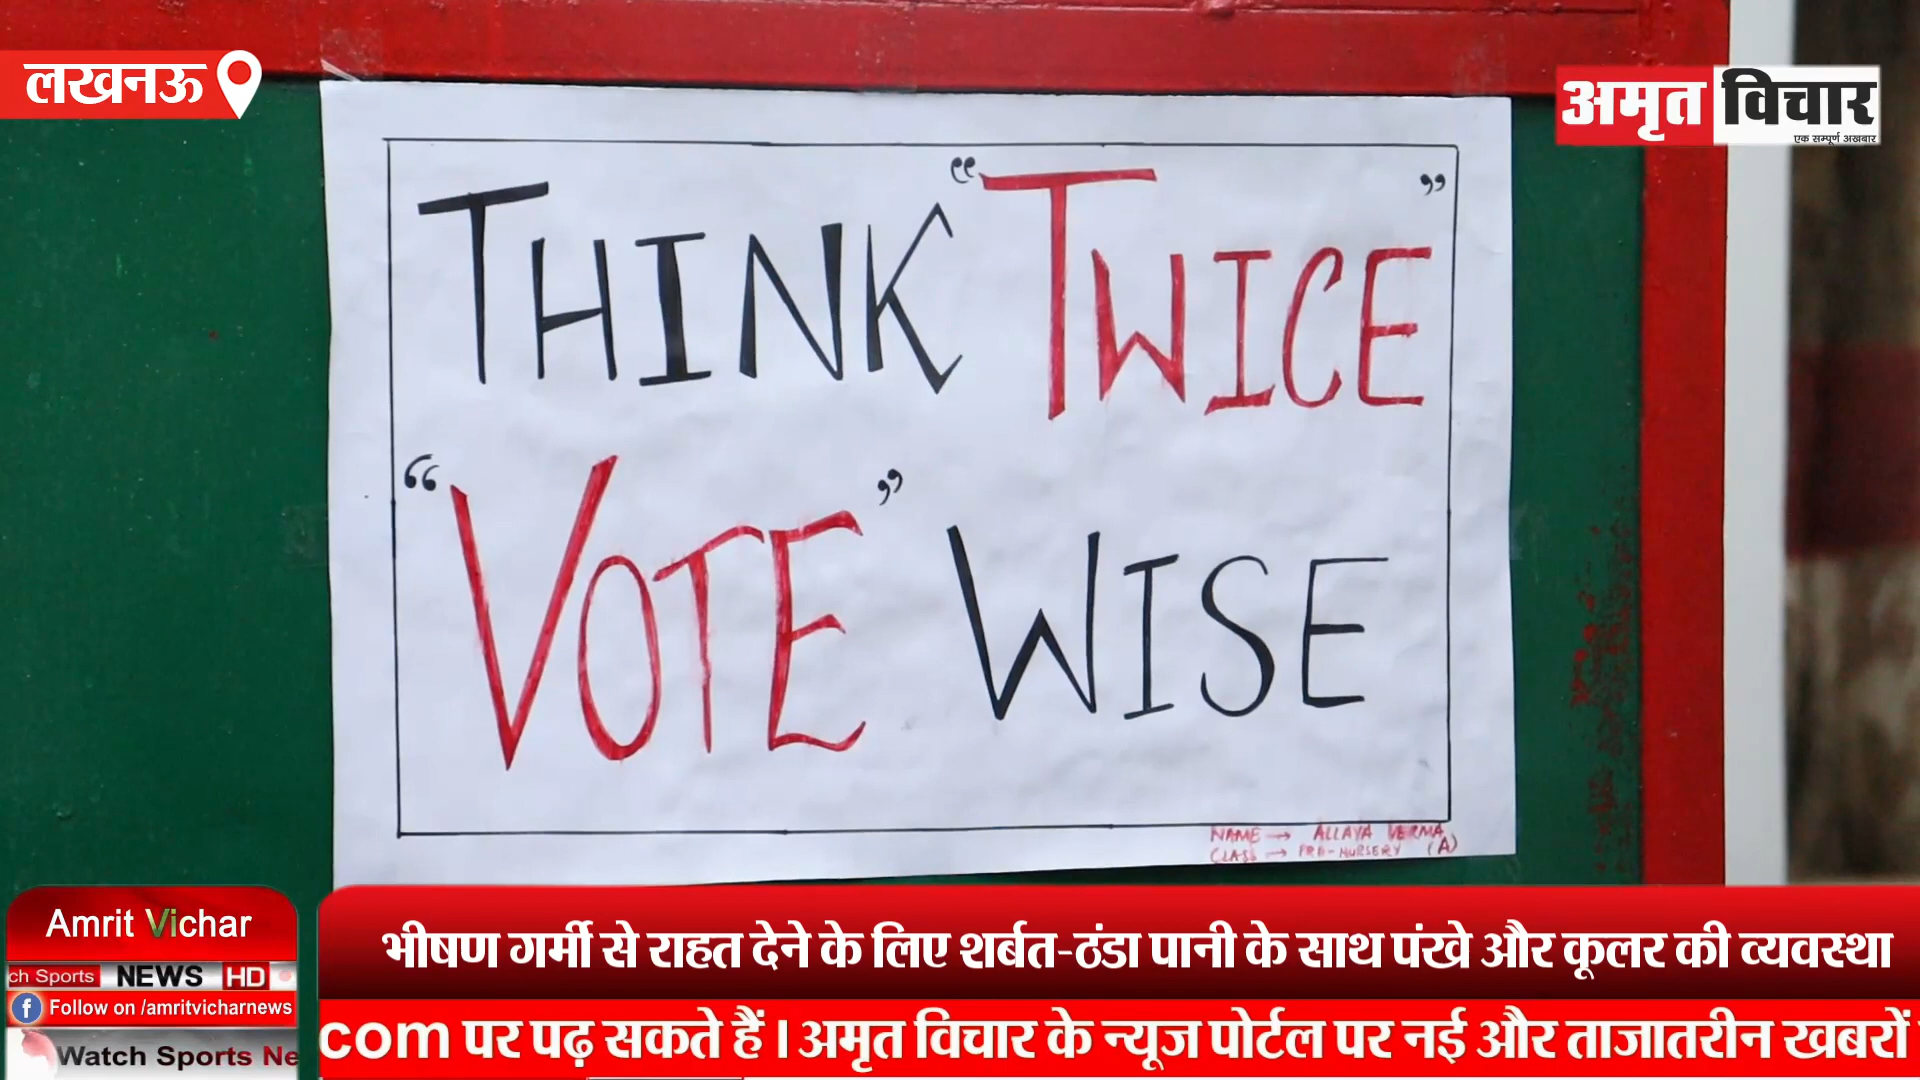 लखनऊ
अमृत विचार
एक सम्पूर्ण अखबार
THINK "TWICE"
"VOTE" WISE
NAME → ALLAYA VERMA
CLASS → PRE-NURSERY (A)
Amrit Vichar
ch Sports NEWS HD
Follow on /amritvicharnews
Watch Sports Ne
भीषण गर्मी से राहत देने के लिए शर्बत-ठंडा पानी के साथ पंखे और कूलर की व्यवस्था
com पर पढ़ सकते हैं । अमृत विचार के न्यूज पोर्टल पर नई और ताजातरीन खबरों